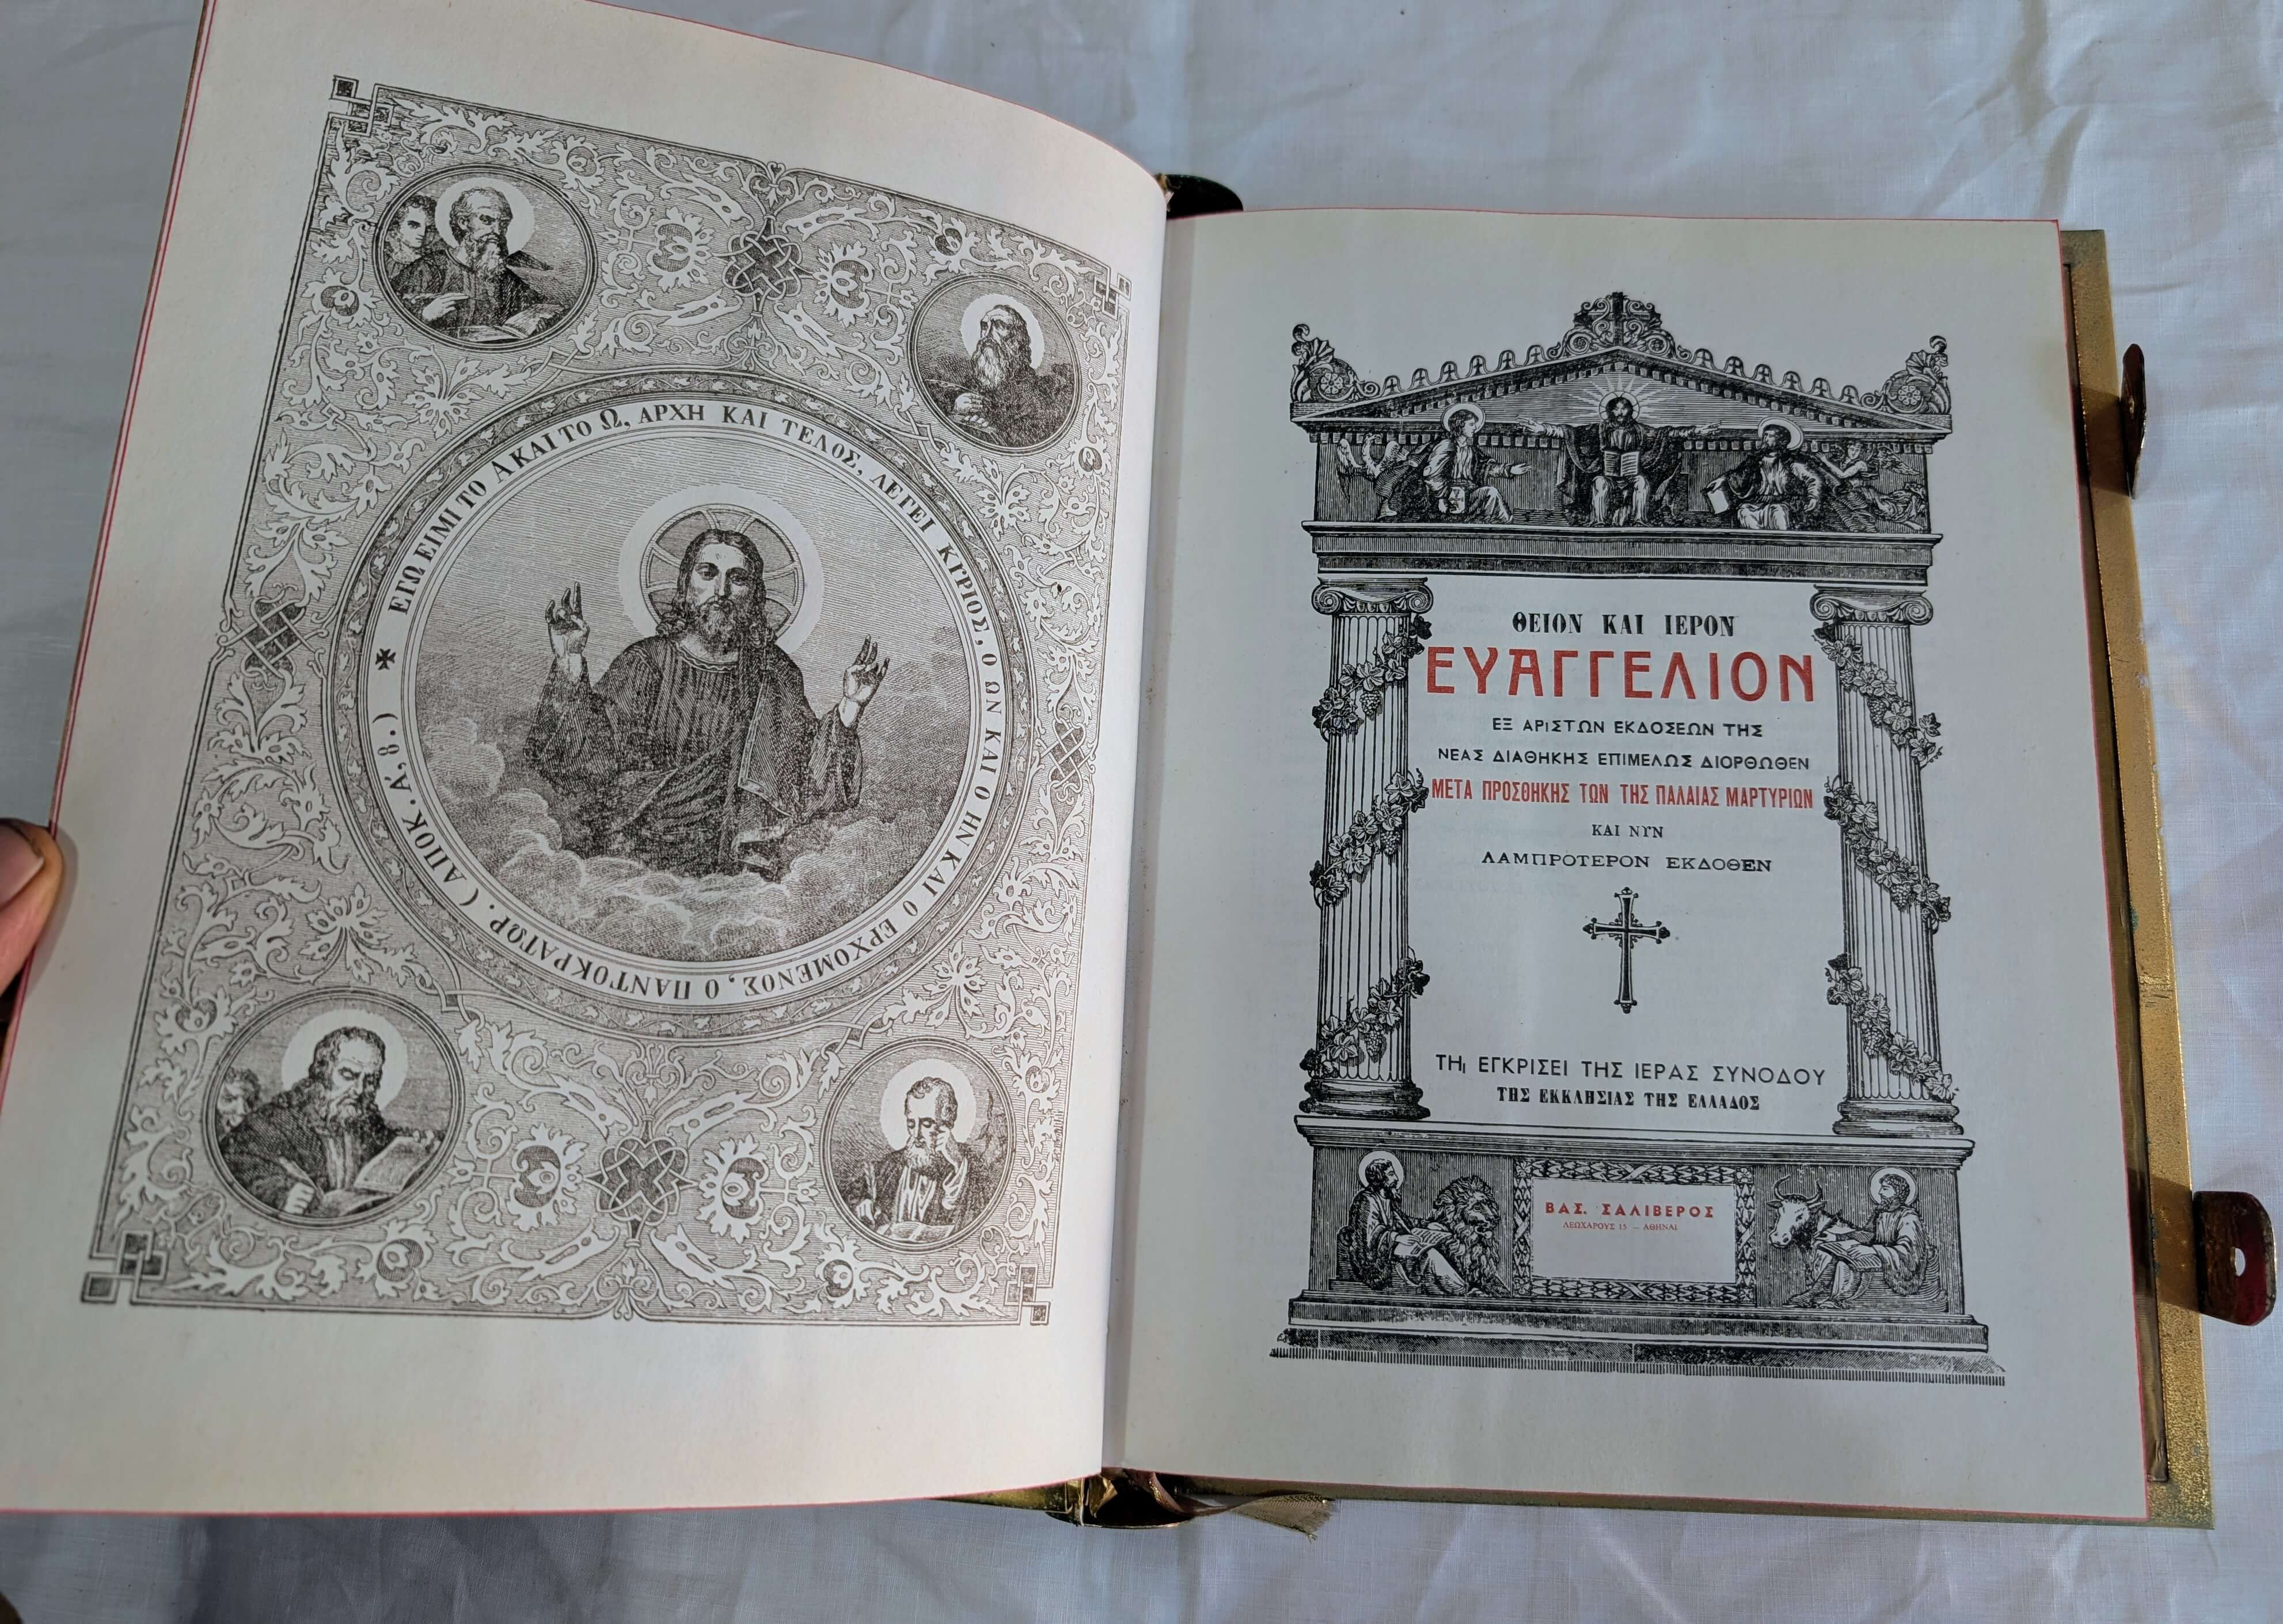 ✠ ΕΓΩ ΕΙΜΙ ΤΟ Α ΚΑΙ ΤΟ Ω, ΑΡΧΗ ΚΑΙ ΤΕΛΟΣ, ΛΕΓΕΙ ΚΥΡΙΟΣ, Ο ΩΝ ΚΑΙ Ο ΗΝ ΚΑΙ Ο ΕΡΧΟΜΕΝΟΣ, Ο ΠΑΝΤΟΚΡΑΤΩΡ. (ΑΠΟΚ. Α', 8.)
ΘΕΙΟΝ ΚΑΙ ΙΕΡΟΝ
ΕΥΑΓΓΕΛΙΟΝ
ΕΞ ΑΡΙΣΤΩΝ ΕΚΔΟΣΕΩΝ ΤΗΣ
ΝΕΑΣ ΔΙΑΘΗΚΗΣ ΕΠΙΜΕΛΩΣ ΔΙΟΡΘΩΘΕΝ
ΜΕΤΑ ΠΡΟΣΘΗΚΗΣ ΤΩΝ ΤΗΣ ΠΑΛΑΙΑΣ ΜΑΡΤΥΡΙΩΝ
ΚΑΙ ΝΥΝ
ΛΑΜΠΡΟΤΕΡΟΝ ΕΚΔΟΘΕΝ
ΤΗι ΕΓΚΡΙΣΕΙ ΤΗΣ ΙΕΡΑΣ ΣΥΝΟΔΟΥ
ΤΗΣ ΕΚΚΛΗΣΙΑΣ ΤΗΣ ΕΛΛΑΔΟΣ
ΒΑΣ. ΣΑΛΙΒΕΡΟΣ
ΛΕΩΧΑΡΟΥΣ 15 — ΑΘΗΝΑΙ